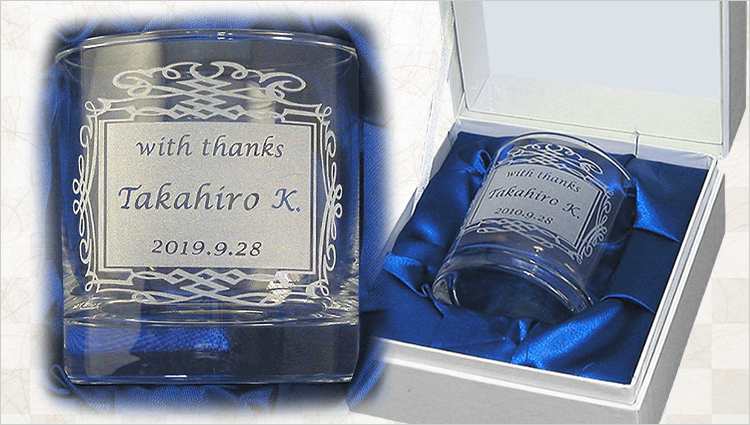 with thanks
Takahiro K.
2019.9.28
with thanks
Takahiro K.
2019.9.28